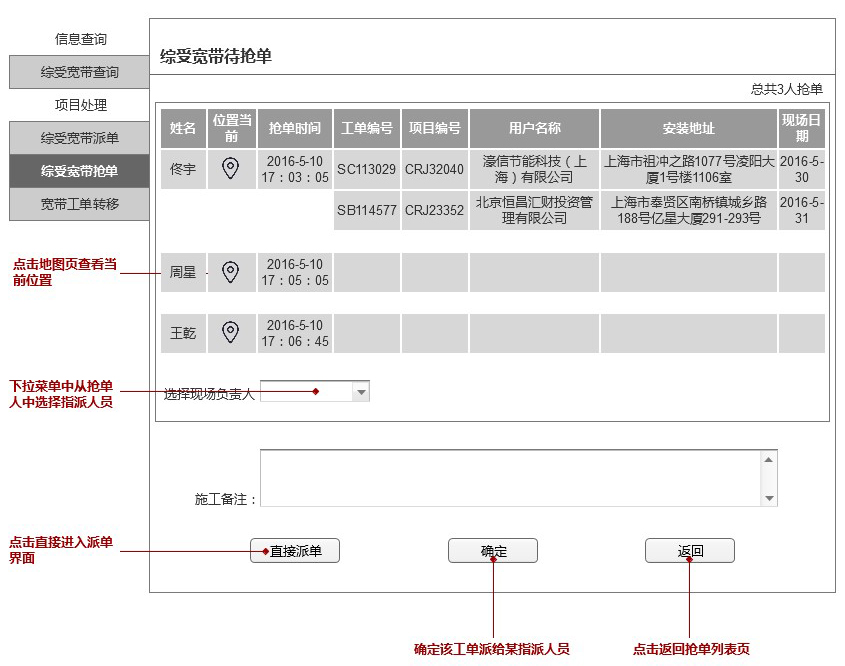 信息查询
综受宽带查询
项目处理
综受宽带派单
综受宽带抢单
宽带工单转移
综受宽带待抢单
总共3人抢单
姓名 位置当前 抢单时间 工单编号 项目编号 用户名称 安装地址 现场日期
佟宇 2016-5-10 17：03：05 SC113029 CRJ32040 濠信节能科技（上海）有限公司 上海市祖冲之路1077号凌阳大厦1号楼1106室 2016-5-30
SB114577 CRJ23352 北京恒昌汇财投资管理有限公司 上海市奉贤区南桥镇城乡路188号亿星大厦291-293号 2016-5-31
点击地图页查看当
前位置
周星 2016-5-10 17：05：05
王乾 2016-5-10 17：06：45
下拉菜单中从抢单
人中选择指派人员
选择现场负责人
施工备注：
点击直接进入派单
界面
直接派单 确定 返回
确定该工单派给某指派人员 点击返回抢单列表页